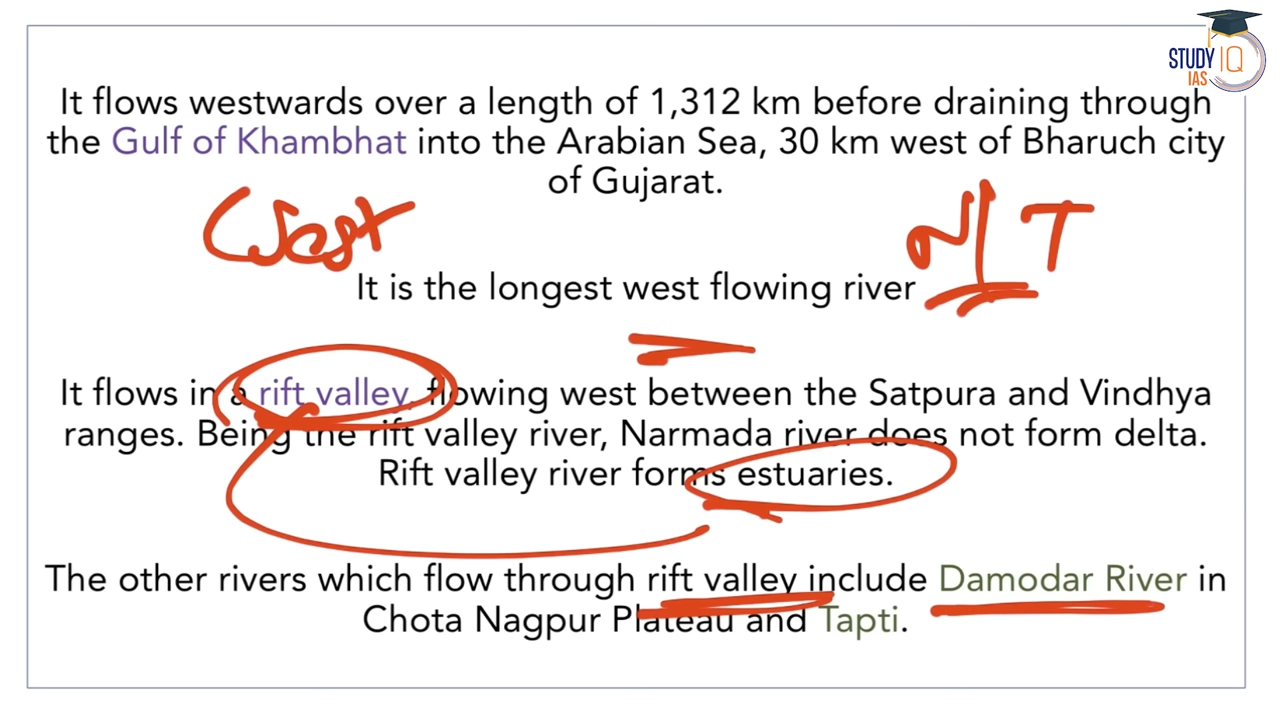 STUDY IQ
IAS
It flows westwards over a length of 1,312 km before draining through
the Gulf of Khambhat into the Arabian Sea, 30 km west of Bharuch city
of Gujarat.
West
N T
It is the longest west flowing river
It flows in a rift valley, flowing west between the Satpura and Vindhya
ranges. Being the rift valley river, Narmada river does not form delta.
Rift valley river forms estuaries.
The other rivers which flow through rift valley include Damodar River in
Chota Nagpur Plateau and Tapti.